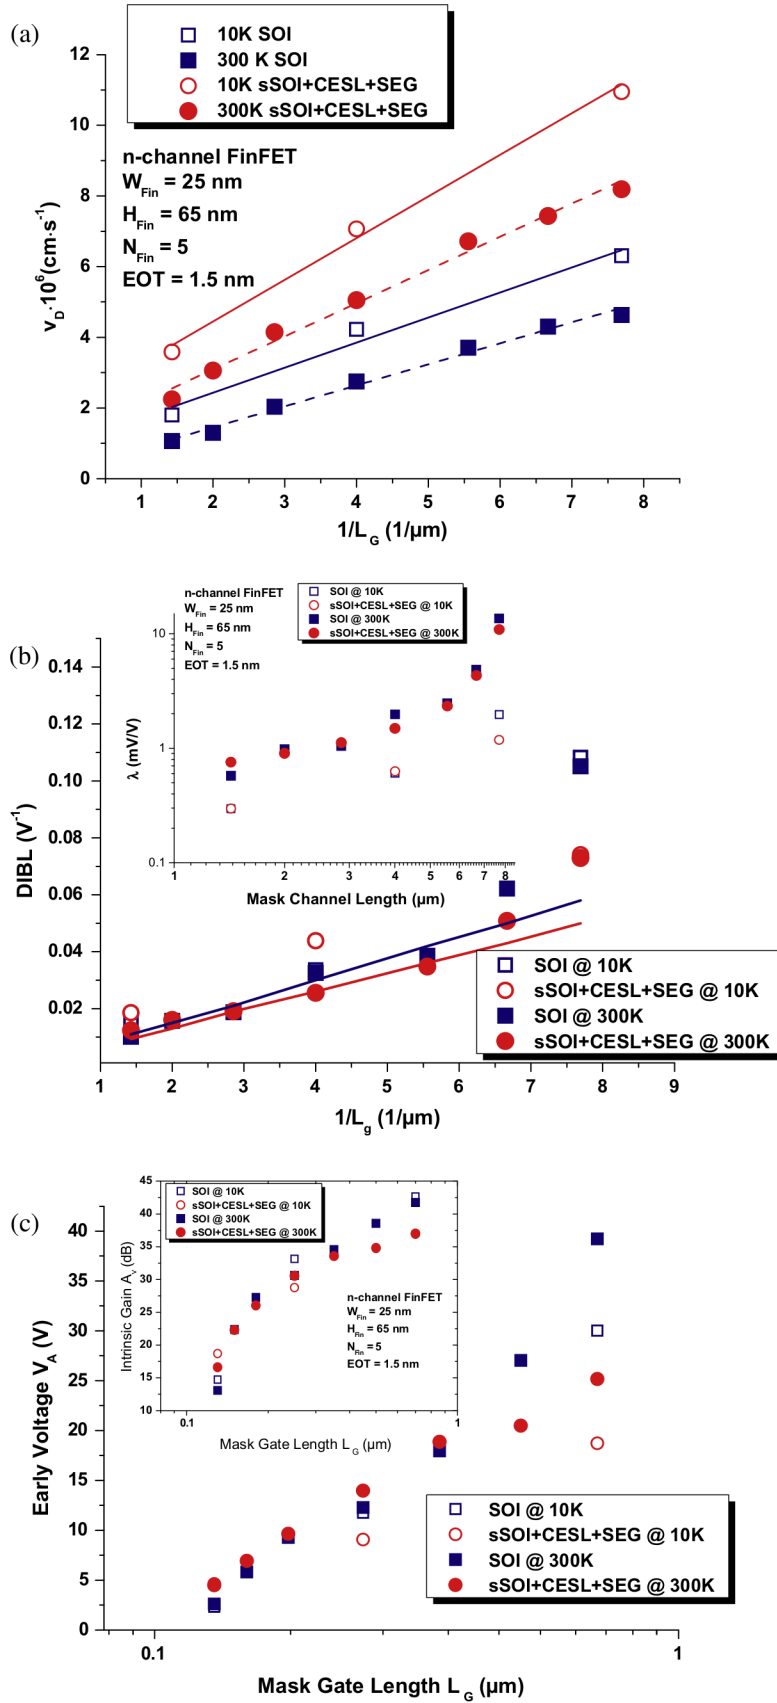 (a)
10K SOI
300 K SOI
10K sSOI+CESL+SEG
300K sSOI+CESL+SEG
n-channel FinFET
W_Fin = 25 nm
H_Fin = 65 nm
N_Fin = 5
EOT = 1.5 nm
12
10
8
6
4
2
0
v_D·10^6(cm·s^-1)
1 2 3 4 5 6 7 8
1/L_G (1/µm)
(b)
n-channel FinFET
W_Fin = 25 nm
H_Fin = 65 nm
N_Fin = 5
EOT = 1.5 nm
SOI @ 10K
sSOI+CESL+SEG @ 10K
SOI @ 300K
sSOI+CESL+SEG @ 300K
10
1
0.1
λ (mV/V)
1 2 3 4 5 6 7 8
Mask Channel Length (µm)
0.14
0.12
0.10
0.08
0.06
0.04
0.02
DIBL (V^-1)
SOI @ 10K
sSOI+CESL+SEG @ 10K
SOI @ 300K
sSOI+CESL+SEG @ 300K
1 2 3 4 5 6 7 8 9
1/L_g (1/µm)
(c)
SOI @ 10K
sSOI+CESL+SEG @ 10K
SOI @ 300K
sSOI+CESL+SEG @ 300K
45
40
35
30
25
20
15
10
Intrinsic Gain A_v (dB)
n-channel FinFET
W_Fin = 25 nm
H_Fin = 65 nm
N_Fin = 5
EOT = 1.5 nm
0.1 1
Mask Gate Length L_G (µm)
40
35
30
25
20
15
10
5
0
Early Voltage V_A (V)
SOI @ 10K
sSOI+CESL+SEG @ 10K
SOI @ 300K
sSOI+CESL+SEG @ 300K
0.1 1
Mask Gate Length L_G (µm)